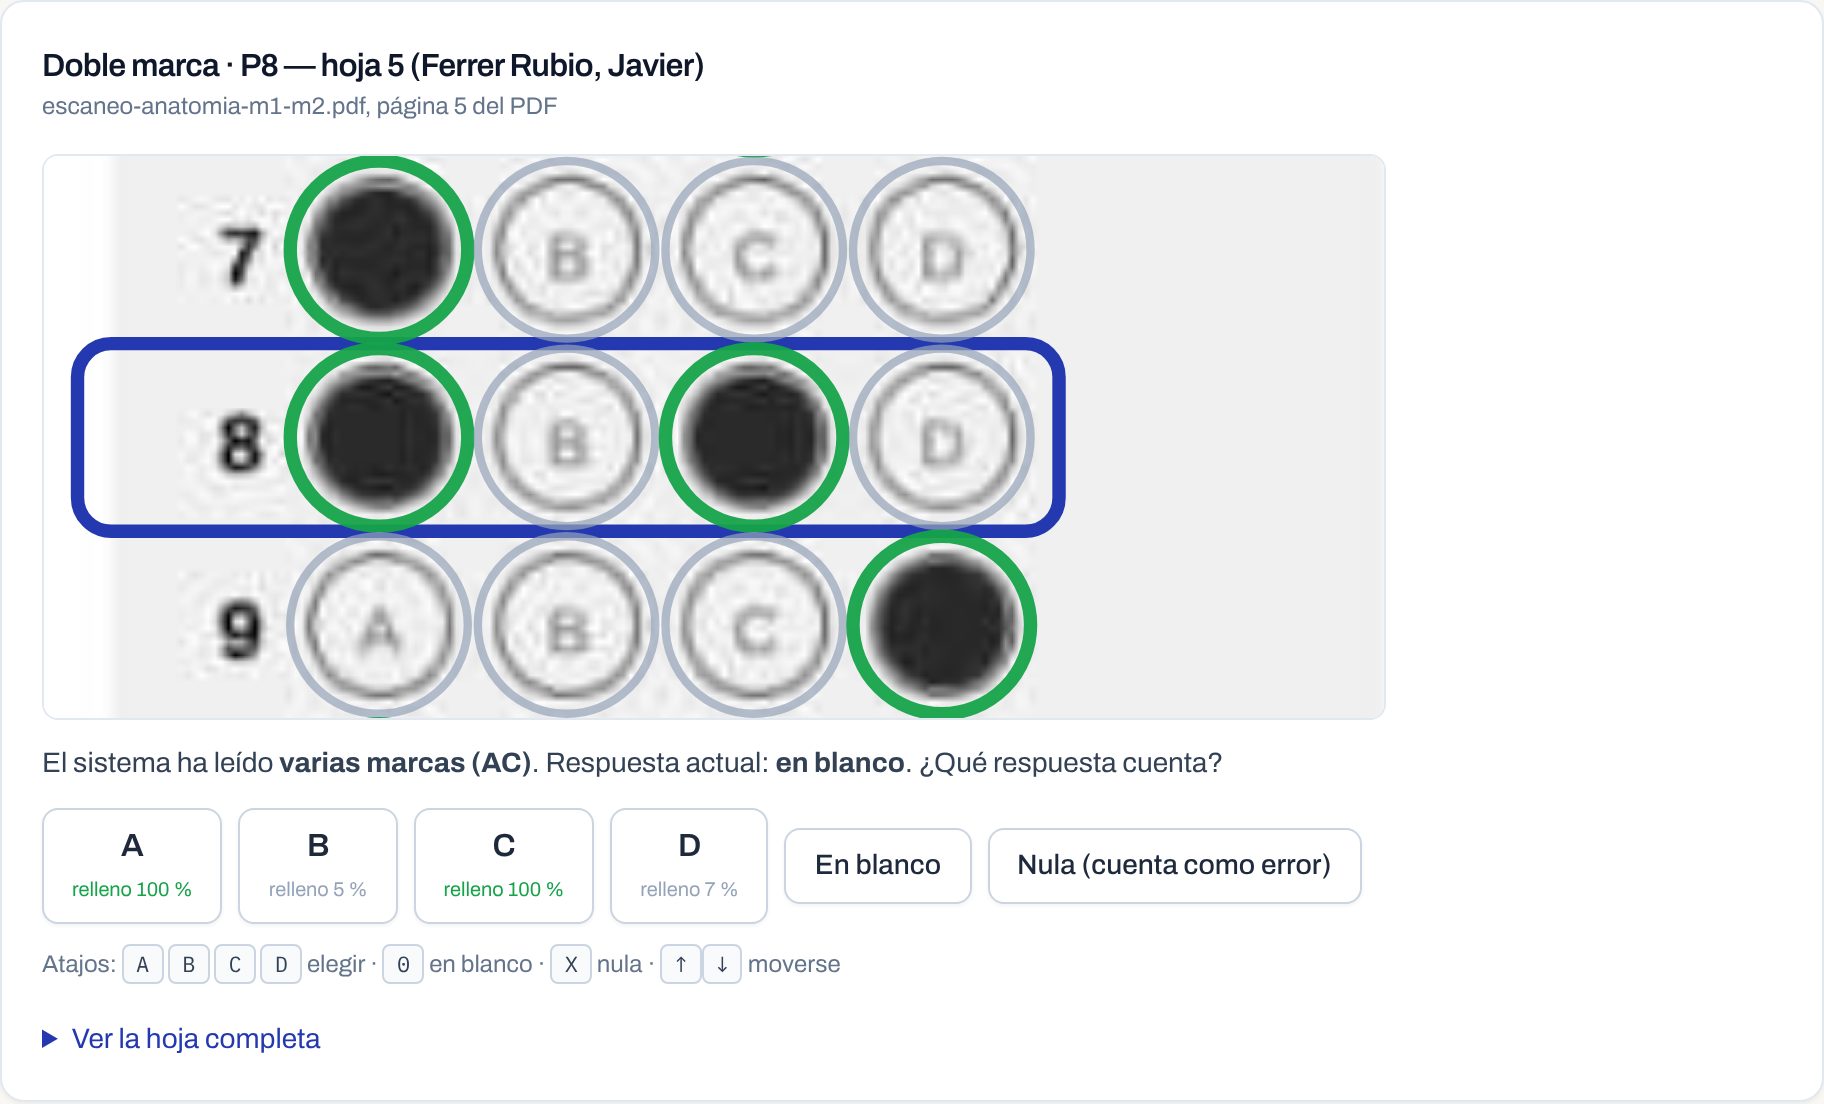 Doble marca · P8 — hoja 5 (Ferrer Rubio, Javier)
escaneo-anatomia-m1-m2.pdf, página 5 del PDF
7 B C D
8 B D
9 A B C
El sistema ha leído varias marcas (AC). Respuesta actual: en blanco. ¿Qué respuesta cuenta?
A B C D En blanco Nula (cuenta como error)
relleno 100 % relleno 5 % relleno 100 % relleno 7 %
Atajos: A B C D elegir · 0 en blanco · X nula · ↑ ↓ moverse
▶ Ver la hoja completa